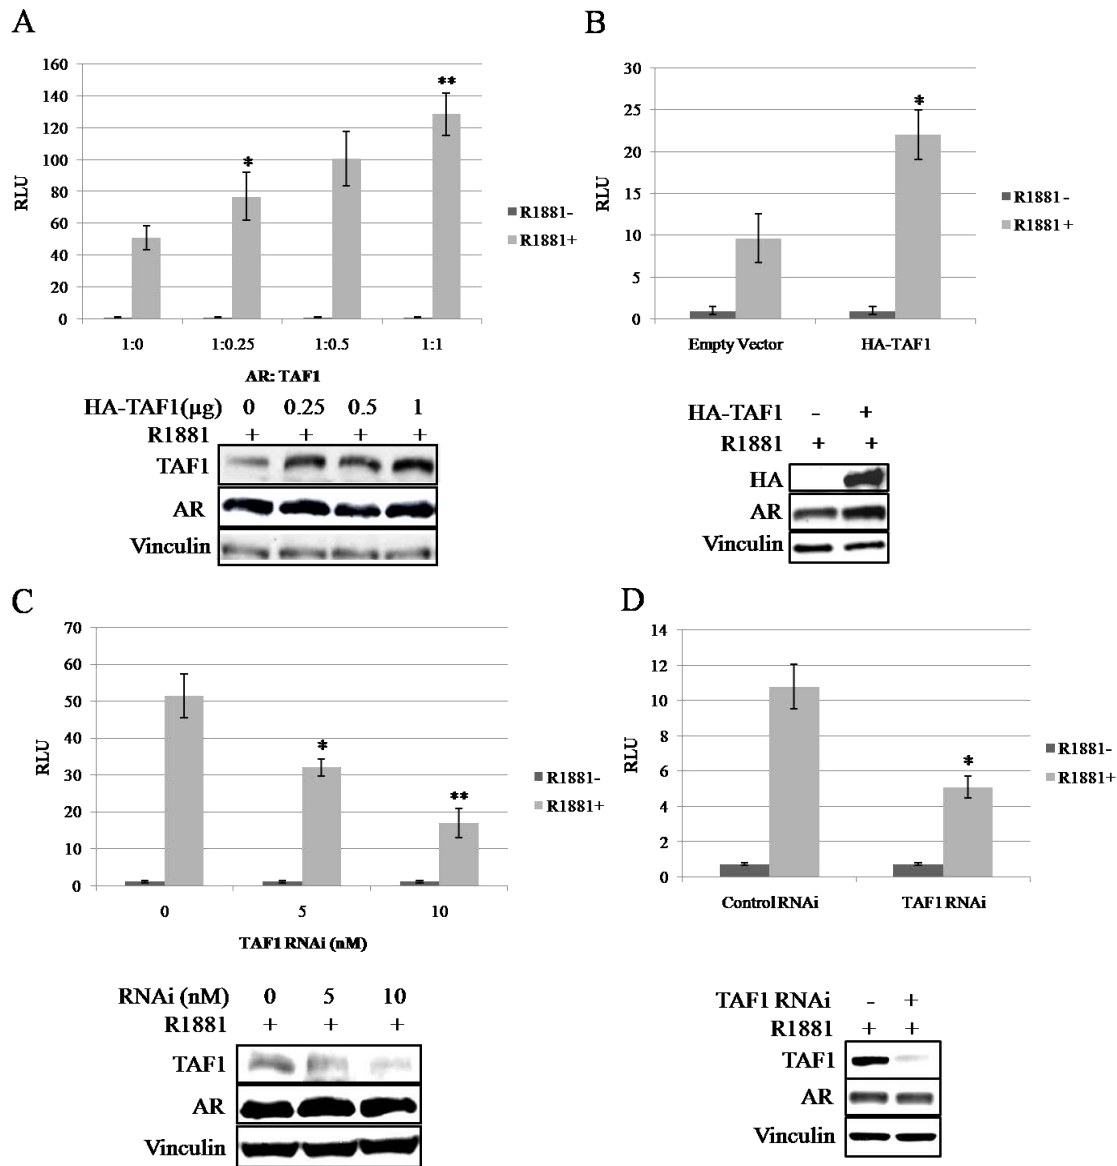 A
160
140
120
100
80
60
40
20
0
RLU
*
**
1:0 1:0.25 1:0.5 1:1
AR: TAF1
R1881-
R1881+
HA-TAF1(µg) 0 0.25 0.5 1
R1881 + + + +
TAF1
AR
Vinculin
B
30
25
20
15
10
5
0
RLU
*
Empty Vector HA-TAF1
R1881 -
R1881 +
HA-TAF1 - +
R1881 + +
HA
AR
Vinculin
C
70
60
50
40
30
20
10
0
RLU
*
**
0 5 10
TAF1 RNAi (nM)
R1881-
R1881+
RNAi (nM) 0 5 10
R1881 + + +
TAF1
AR
Vinculin
D
14
12
10
8
6
4
2
0
RLU
*
Control RNAi TAF1 RNAi
R1881-
R1881+
TAF1 RNAi - +
R1881 + +
TAF1
AR
Vinculin